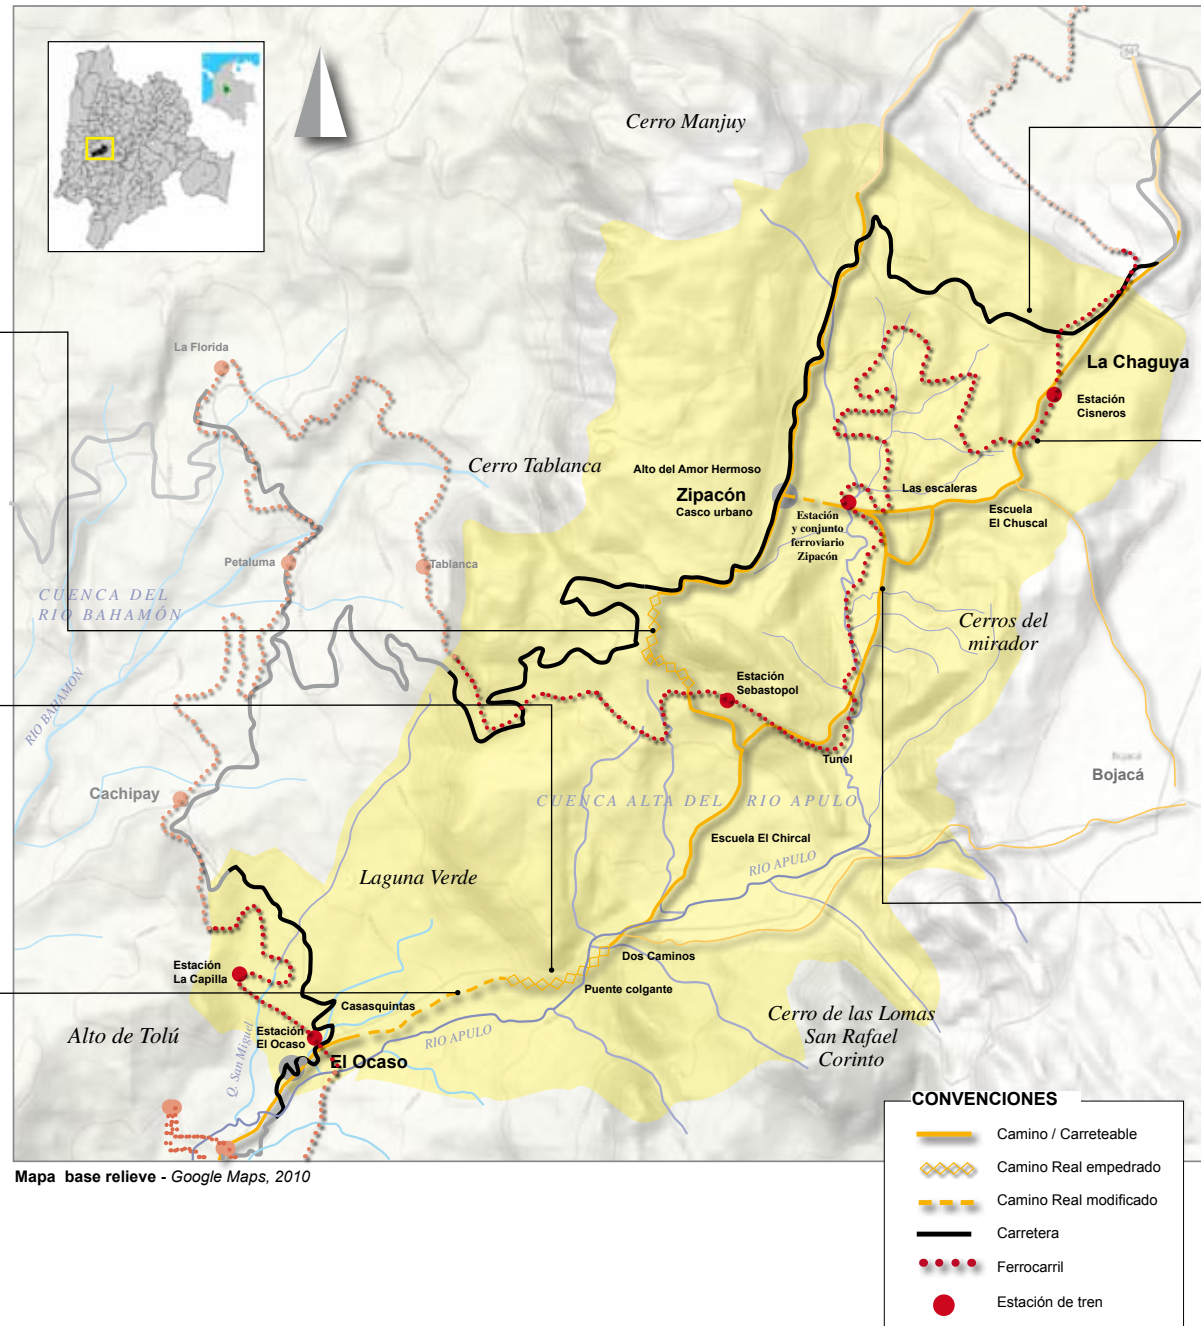 Cerro Manjuy
La Florida
La Chaguya
Estación
Cisneros
Cerro Tablanca
Alto del Amor Hermoso
Zipacón
Casco urbano
Las escaleras
Estación
y conjunto
ferroviario
Zipacón
Escuela
El Chuscal
Petaluma
Tablanca
CUENCA DEL
RIO BAHAMÓN
Cerros del
mirador
RIO BAHAMÓN
Estación
Sebastopol
Tunel
Bojacá
Bojacá
Cachipay
CUENCA ALTA DEL RIO APULO
Escuela El Chircal
RIO APULO
Laguna Verde
Dos Caminos
Estación
La Capilla
Puente colgante
Casasquintas
Cerro de las Lomas
San Rafael
Corinto
Alto de Tolú
Estación
El Ocaso
RIO APULO
El Ocaso
Q. San Miguel
CONVENCIONES
Camino / Carreteable
Camino Real empedrado
Camino Real modificado
Carretera
Ferrocarril
Estación de tren
Mapa base relieve - Google Maps, 2010